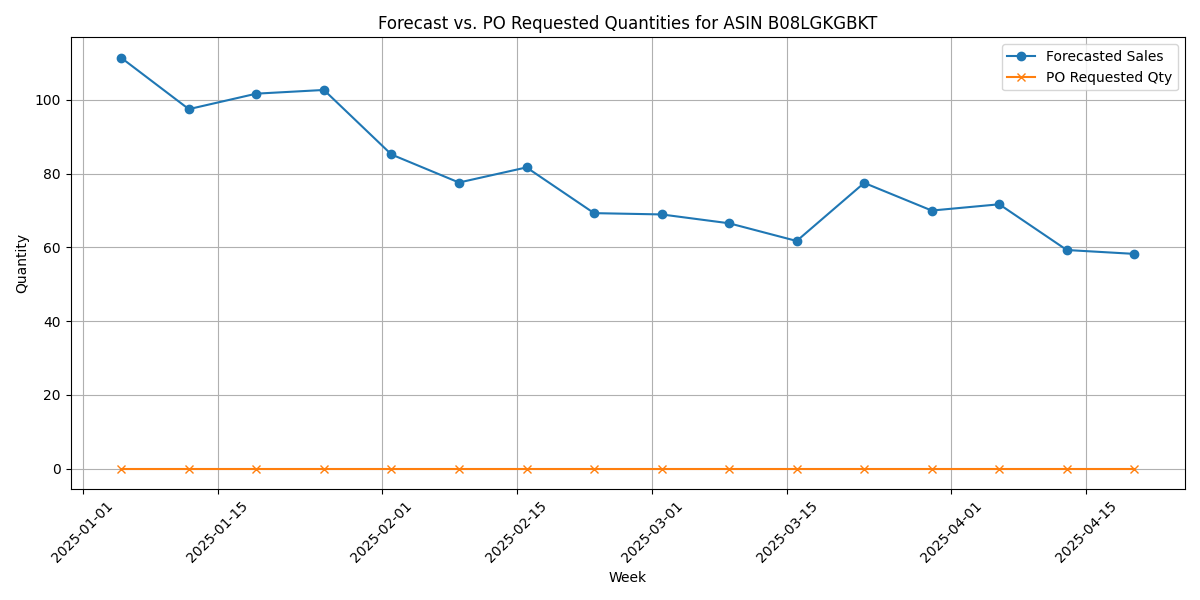 Forecast vs. PO Requested Quantities for ASIN B08LGKGBKT
Forecasted Sales
PO Requested Qty
Quantity
100
80
60
40
20
0
2025-01-01
2025-01-15
2025-02-01
2025-02-15
2025-03-01
2025-03-15
2025-04-01
2025-04-15
Week